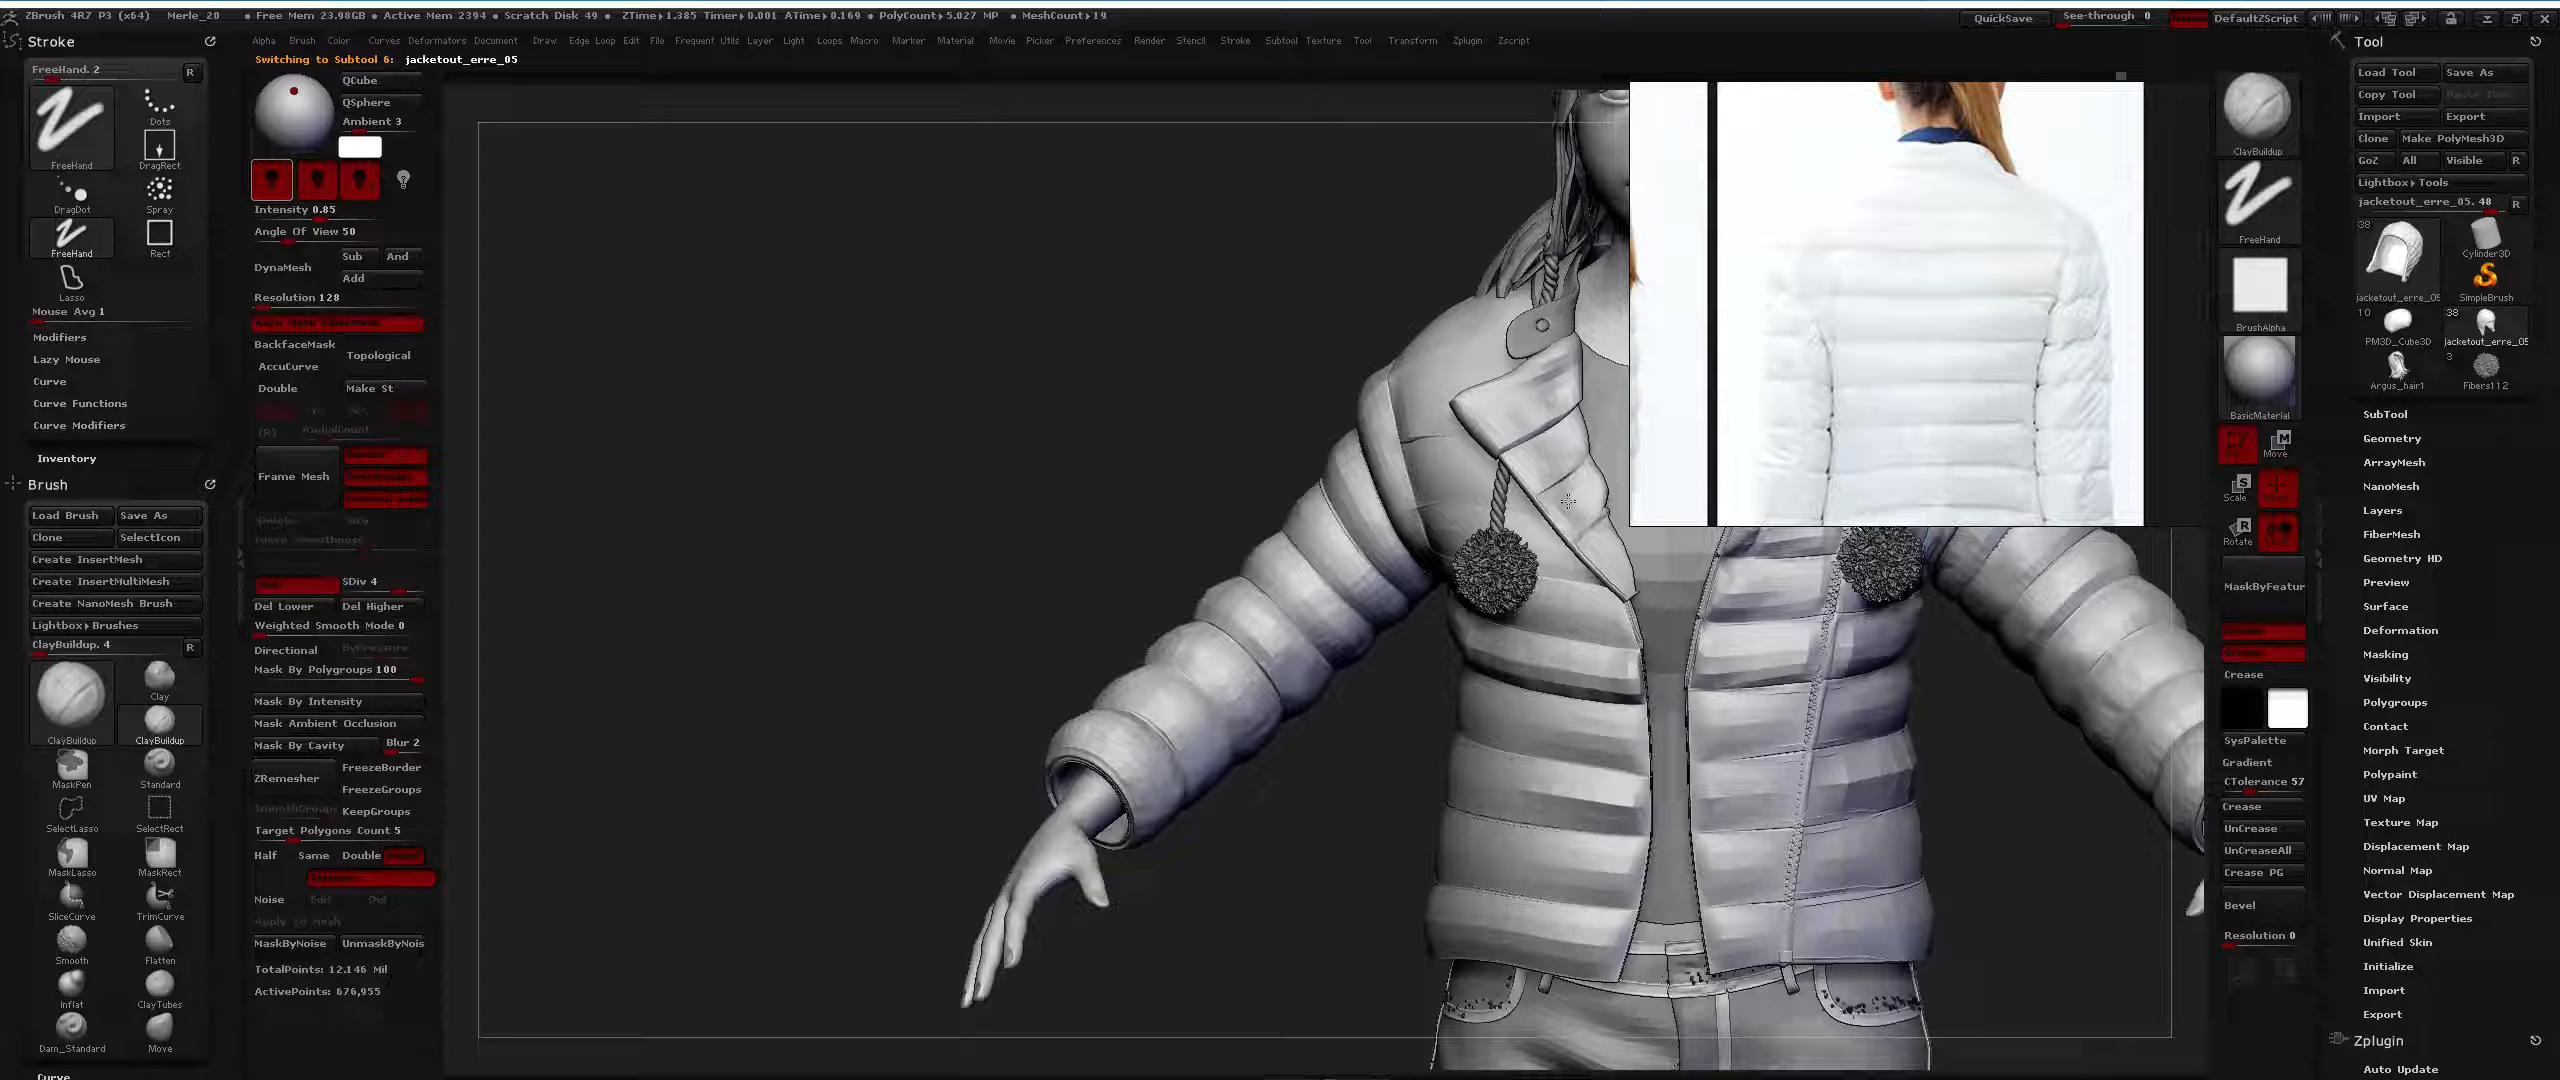 ZBrush 4R7 P3 (x64) Merle_20 • Free Mem 23.98GB • Active Mem 2394 • Scratch Disk 49 • ZTime▸1.385 Timer▸0.001 ATime▸0.169 • PolyCount▸5.027 MP • MeshCount▸19
QuickSave See-through 0 DefaultZScript
Stroke
Alpha Brush Color Curves Deformators Document Draw Edge Loop Edit File Frequent Utils Layer Light Loops Macro Marker Material Movie Picker Preferences Render Stencil Stroke Subtool Texture Tool Transform Zplugin Zscript
Switching to Subtool 6: jacketout_erre_05
FreeHand. 2 R
FreeHand
Dots
DragRect
DragDot
Spray
FreeHand
Rect
Lasso
Mouse Avg 1
Modifiers
Lazy Mouse
Curve
Curve Functions
Curve Modifiers
Inventory
Brush
Load Brush Save As
Clone SelectIcon
Create InsertMesh
Create InsertMultiMesh
Create NanoMesh Brush
Lightbox▸Brushes
ClayBuildup. 4 R
ClayBuildup
Clay
ClayBuildup
MaskPen
Standard
SelectLasso
SelectRect
MaskLasso
MaskRect
SliceCurve
TrimCurve
Smooth
Flatten
Inflat
ClayTubes
Dam_Standard
Move
Curve
QCube
QSphere
Ambient 3
Intensity 0.85
Angle Of View 50
DynaMesh
Sub And
Add
Resolution 128
BackfaceMask
Topological
AccuCurve
Double
Make St
(R) RadialCount
Frame Mesh
SDiv 4
Del Lower Del Higher
Weighted Smooth Mode 0
Directional ByPressure
Mask By Polygroups 100
Mask By Intensity
Mask Ambient Occlusion
Mask By Cavity Blur 2
ZRemesher
FreezeBorder
FreezeGroups
SmoothGroups KeepGroups
Target Polygons Count 5
Half Same Double
Noise Edit Del
Apply To Mesh
MaskByNoise UnmaskByNois
TotalPoints: 12.146 Mil
ActivePoints: 676,955
ClayBuildup
FreeHand
BrushAlpha
BasicMaterial
Move
Scale
Rotate
MaskByFeatur
Crease
SysPalette
Gradient
CTolerance 57
Crease
UnCrease
UnCreaseAll
Crease PG
Bevel
Resolution 0
Tool
Load Tool Save As
Copy Tool
Import Export
Clone Make PolyMesh3D
GoZ All Visible R
Lightbox▸Tools
jacketout_erre_05. 48 R
38
jacketout_erre_05
Cylinder3D
SimpleBrush
10
PM3D_Cube3D
38
jacketout_erre_05
Argus_hair1
3
Fibers112
SubTool
Geometry
ArrayMesh
NanoMesh
Layers
FiberMesh
Geometry HD
Preview
Surface
Deformation
Masking
Visibility
Polygroups
Contact
Morph Target
Polypaint
UV Map
Texture Map
Displacement Map
Normal Map
Vector Displacement Map
Display Properties
Unified Skin
Initialize
Import
Export
Zplugin
Auto Update